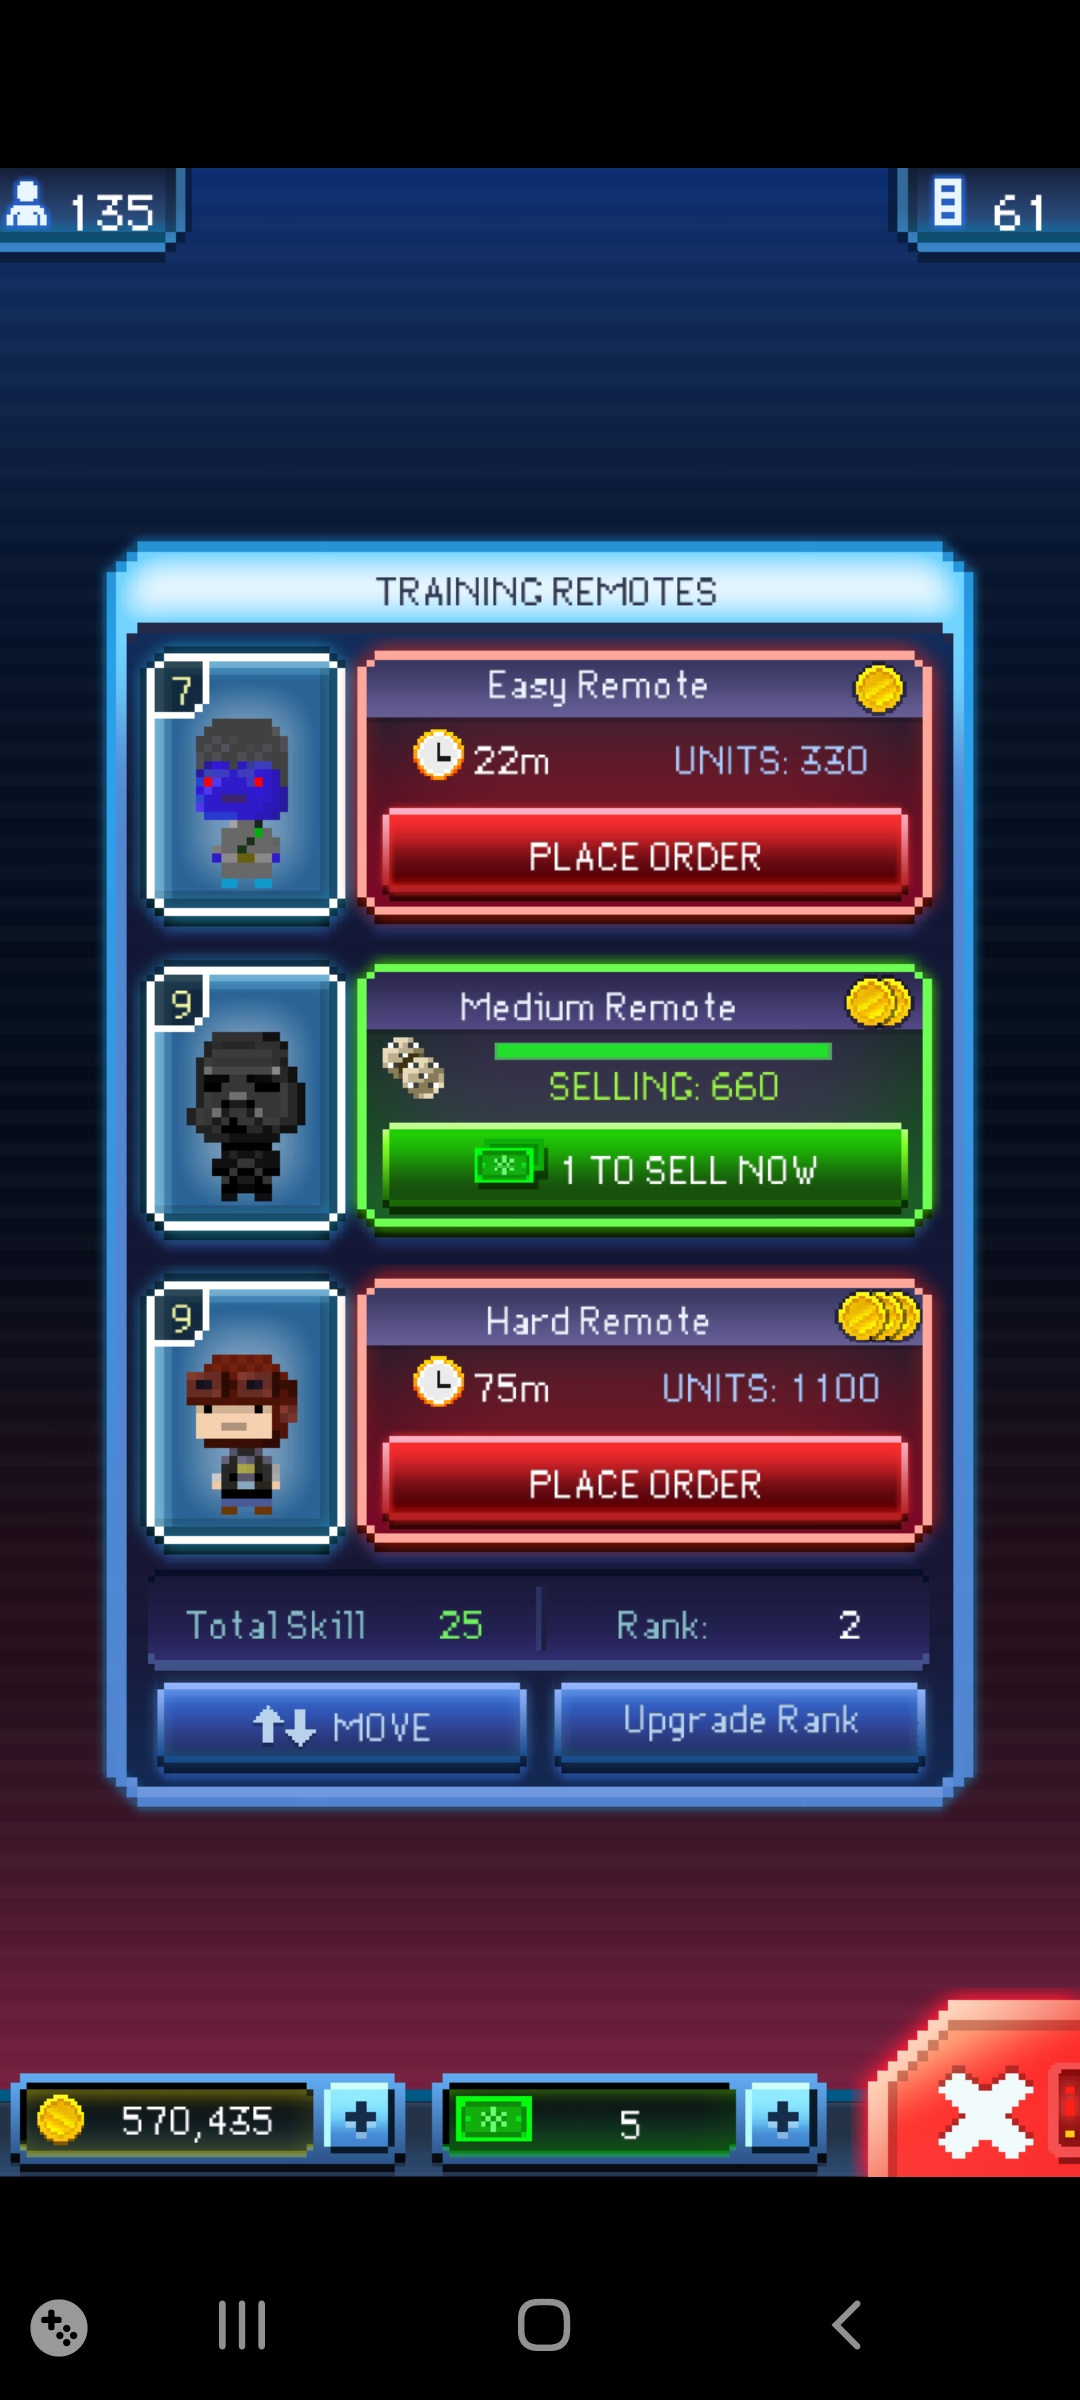 135
61
TRAINING REMOTES
7
Easy Remote
22m UNITS: 330
PLACE ORDER
9
Medium Remote
SELLING: 660
1 TO SELL NOW
9
Hard Remote
75m UNITS: 1100
PLACE ORDER
Total Skill 25 Rank: 2
MOVE Upgrade Rank
570,435 + 5 +